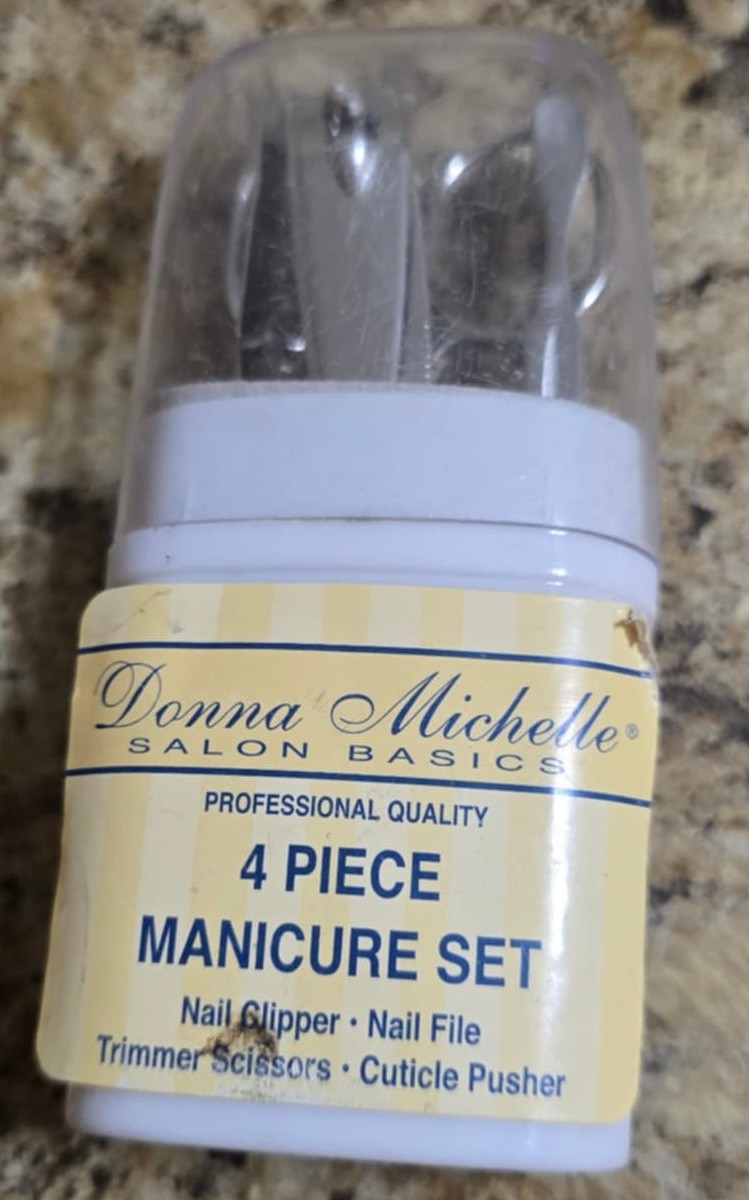 Donna Michelle®
SALON BASICS
PROFESSIONAL QUALITY
4 PIECE
MANICURE SET
Nail Clipper • Nail File
Trimmer Scissors • Cuticle Pusher